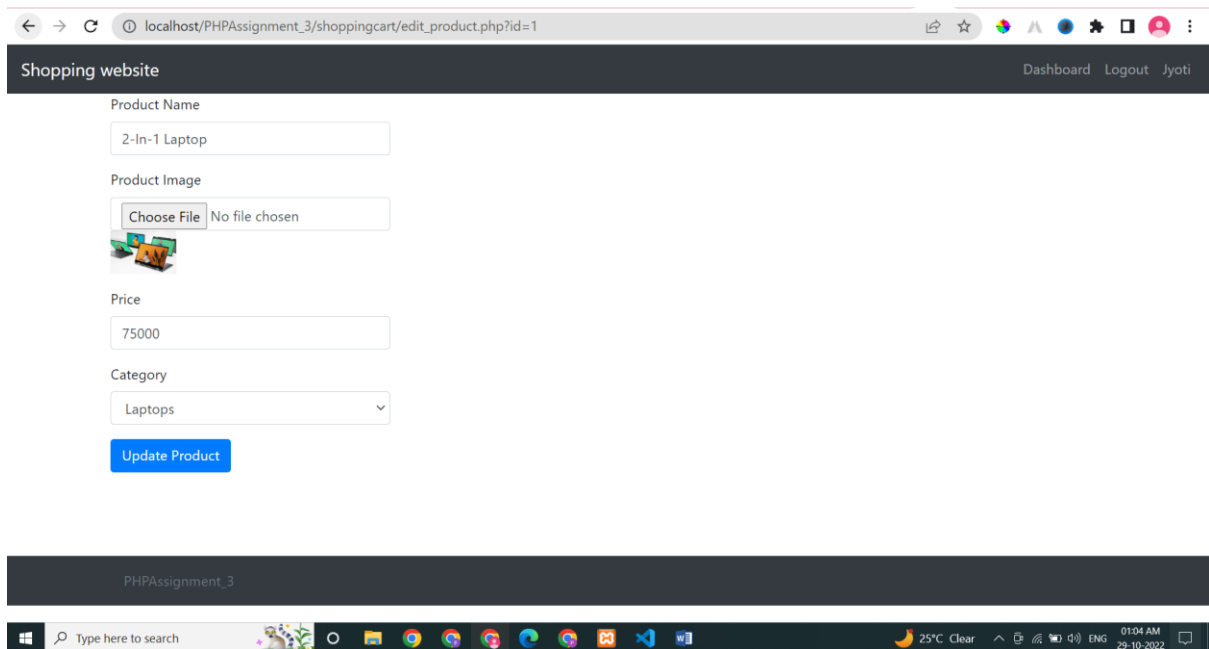 localhost/PHPAssignment_3/shoppingcart/edit_product.php?id=1
Shopping website
Dashboard Logout Jyoti
Product Name
2-In-1 Laptop
Product Image
Choose File No file chosen
Price
75000
Category
Laptops
Update Product
PHPAssignment_3
Type here to search
25°C Clear
ENG
01:04 AM
29-10-2022